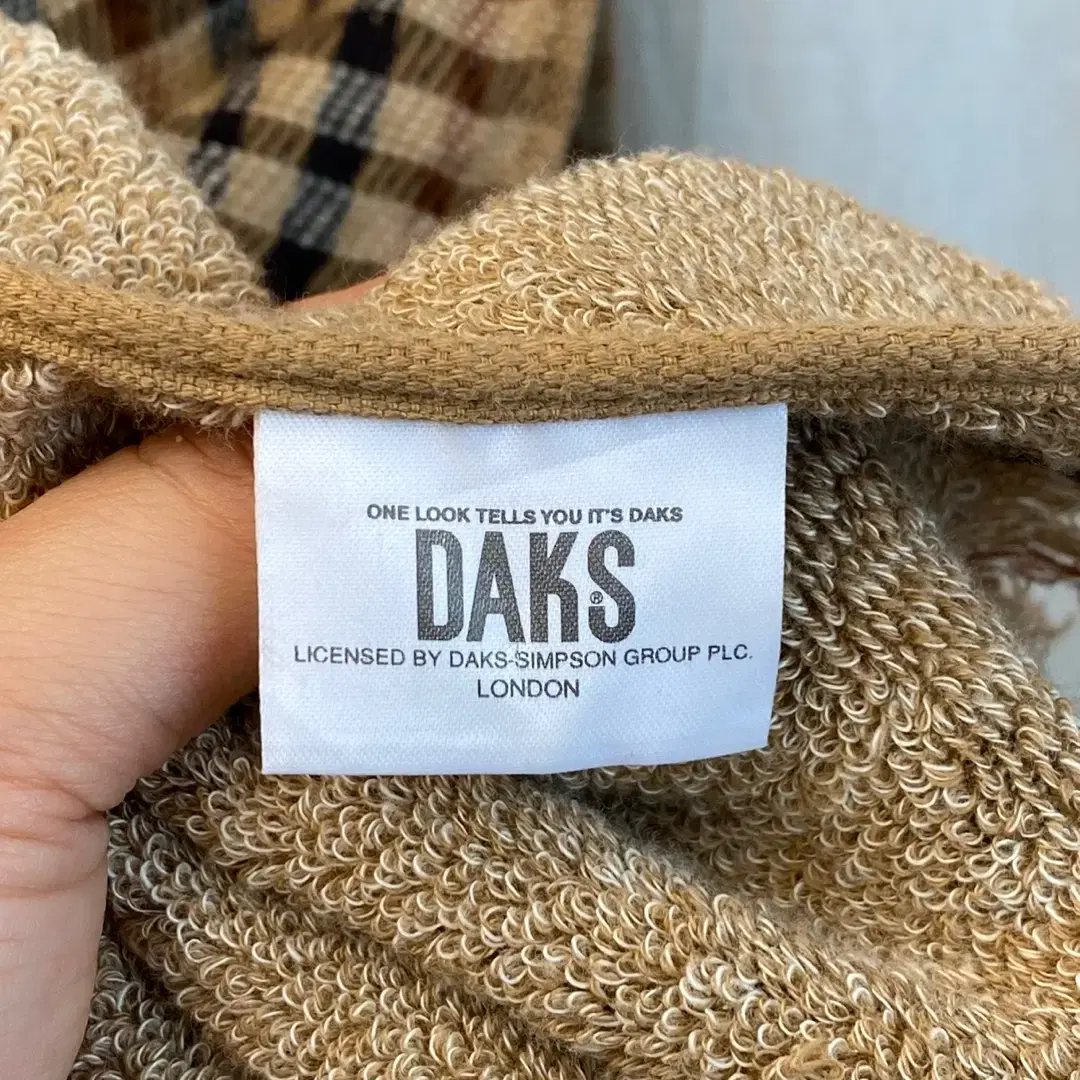 ONE LOOK TELLS YOU IT'S DAKS
DAKS®
LICENSED BY DAKS-SIMPSON GROUP PLC.
LONDON